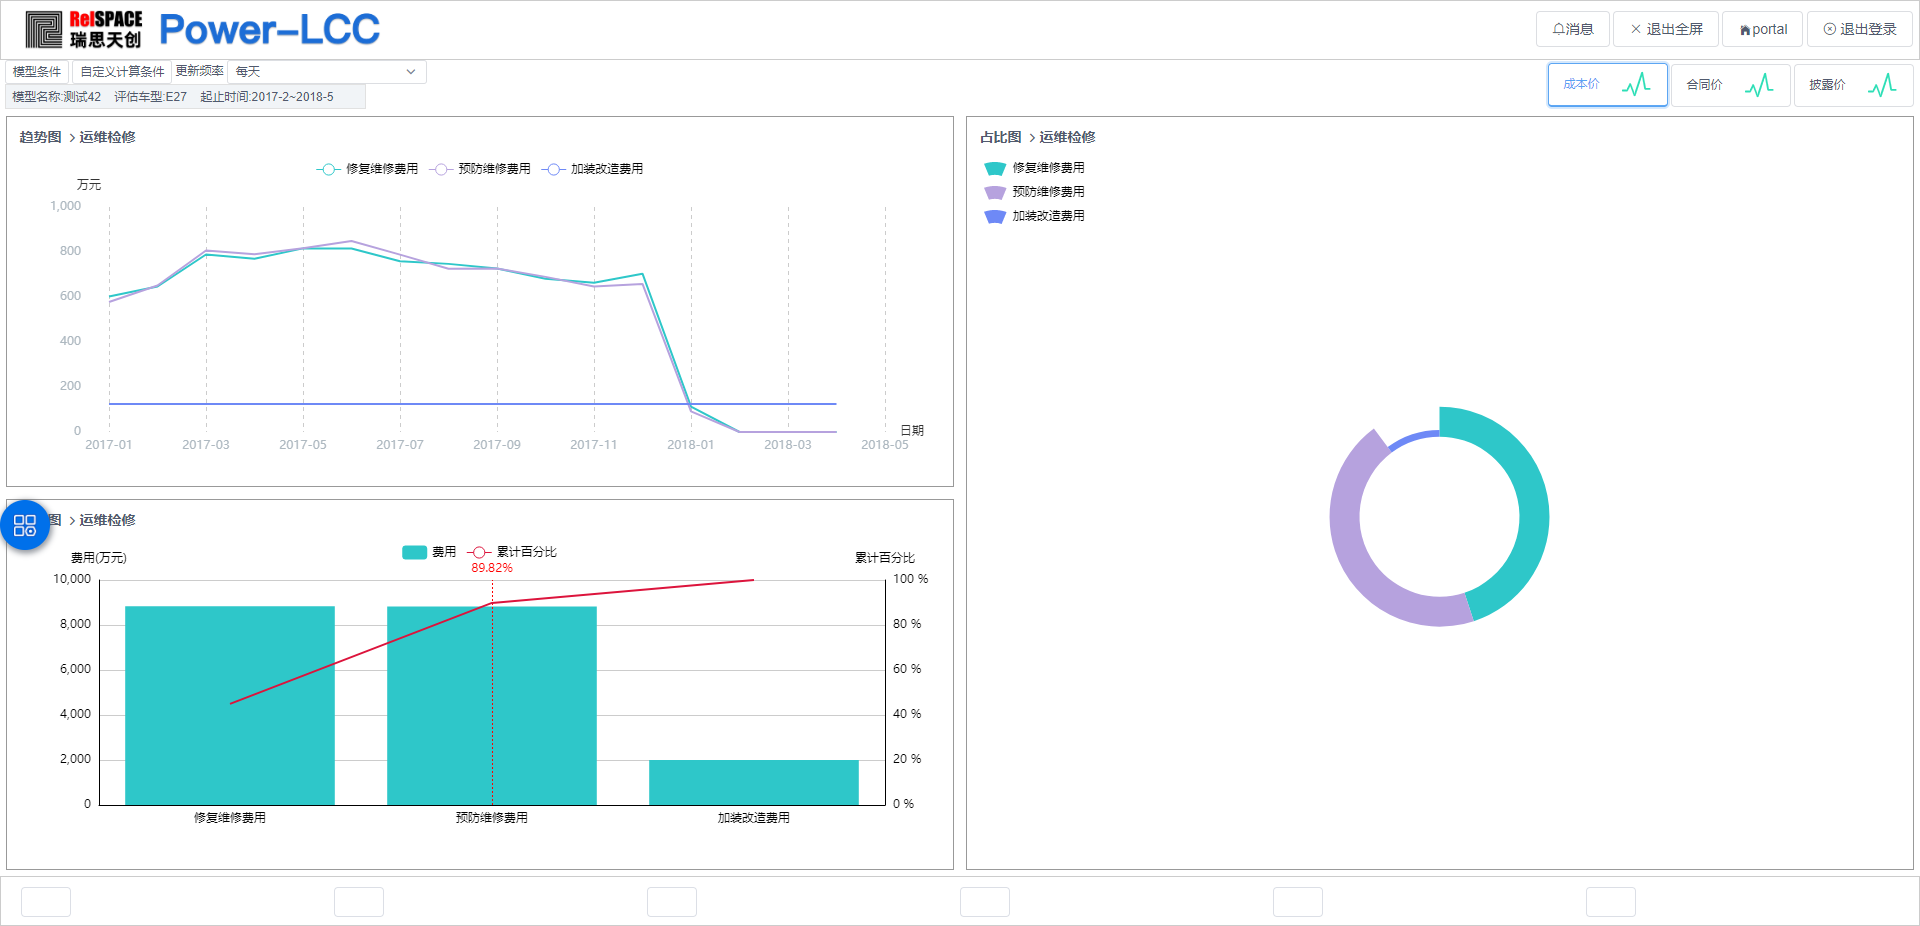 RelSPACE
瑞思天创
Power-LCC
消息
退出全屏
portal
退出登录
模型条件 自定义计算条件 更新频率 每天
模型名称:测试42 评估车型:E27 起止时间:2017-2~2018-5
成本价
合同价
披露价
趋势图 > 运维检修
修复维修费用 预防维修费用 加装改造费用
万元
1,000
800
600
400
200
0
2017-01 2017-03 2017-05 2017-07 2017-09 2017-11 2018-01 2018-03 2018-05
日期
图 > 运维检修
费用 累计百分比
费用(万元)
累计百分比
89.82%
10,000
8,000
6,000
4,000
2,000
0
100 %
80 %
60 %
40 %
20 %
0 %
修复维修费用 预防维修费用 加装改造费用
占比图 > 运维检修
修复维修费用
预防维修费用
加装改造费用